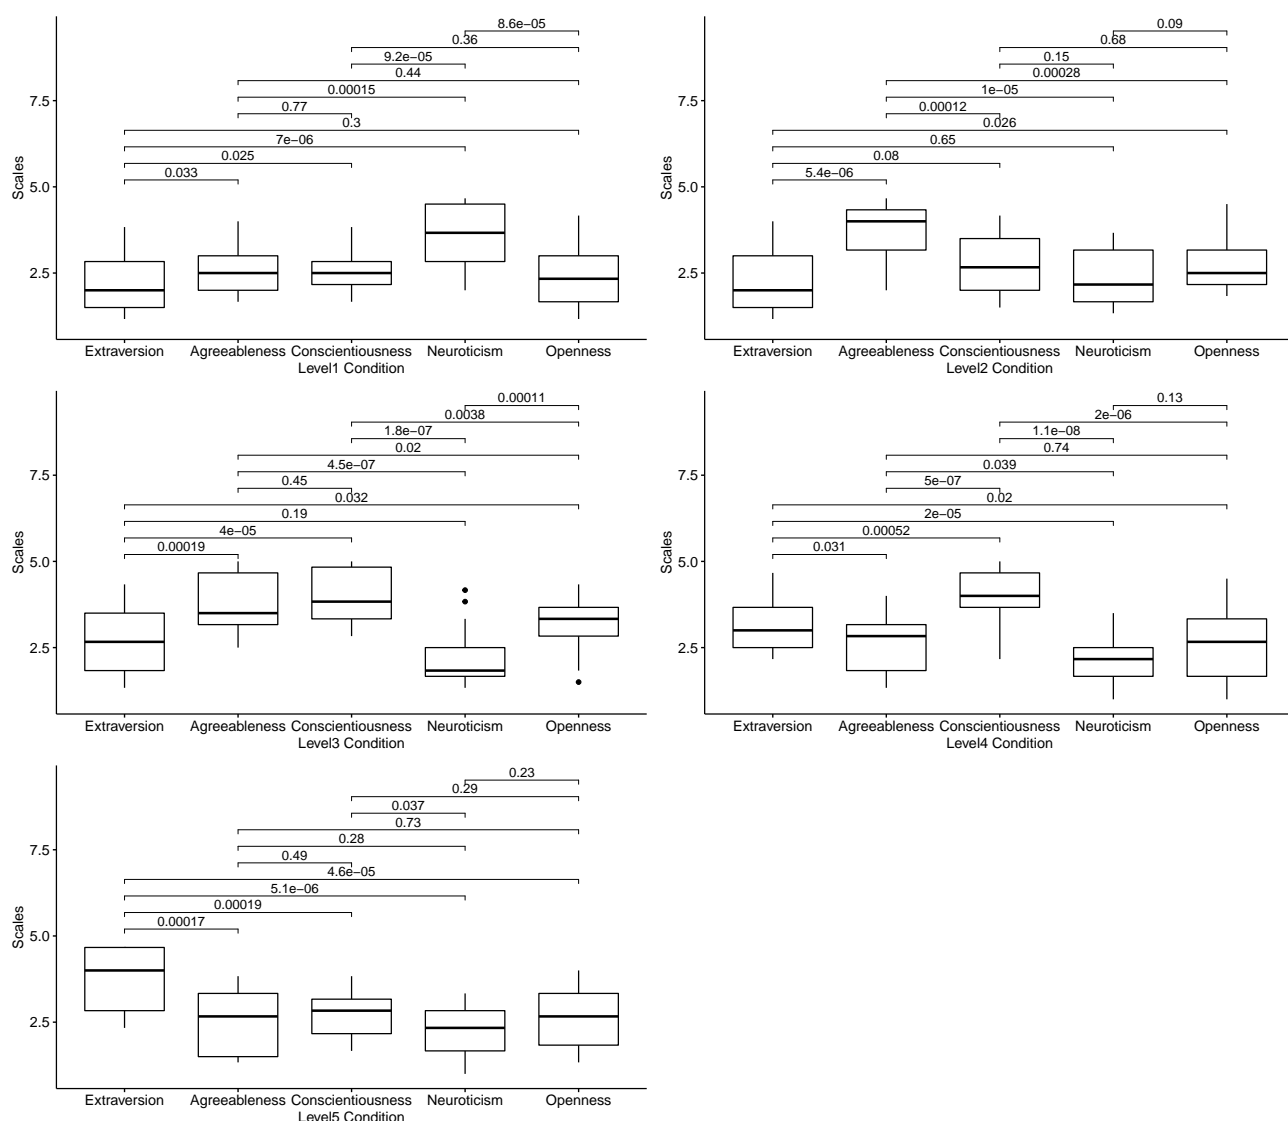 8.6e−05
0.36
9.2e−05
0.44
0.00015
0.77
0.3
7e−06
0.025
0.033
7.5
5.0
2.5
Scales
Extraversion Agreeableness Conscientiousness Neuroticism Openness
Level1 Condition
0.09
0.68
0.15
0.00028
1e−05
0.00012
0.026
0.65
0.08
5.4e−06
7.5
5.0
2.5
Scales
Extraversion Agreeableness Conscientiousness Neuroticism Openness
Level2 Condition
0.00011
0.0038
1.8e−07
0.02
4.5e−07
0.45
0.032
0.19
4e−05
0.00019
7.5
5.0
2.5
Scales
Extraversion Agreeableness Conscientiousness Neuroticism Openness
Level3 Condition
0.13
2e−06
1.1e−08
0.74
0.039
5e−07
0.02
2e−05
0.00052
0.031
7.5
5.0
2.5
Scales
Extraversion Agreeableness Conscientiousness Neuroticism Openness
Level4 Condition
0.23
0.29
0.037
0.73
0.28
0.49
4.6e−05
5.1e−06
0.00019
0.00017
7.5
5.0
2.5
Scales
Extraversion Agreeableness Conscientiousness Neuroticism Openness
Level5 Condition